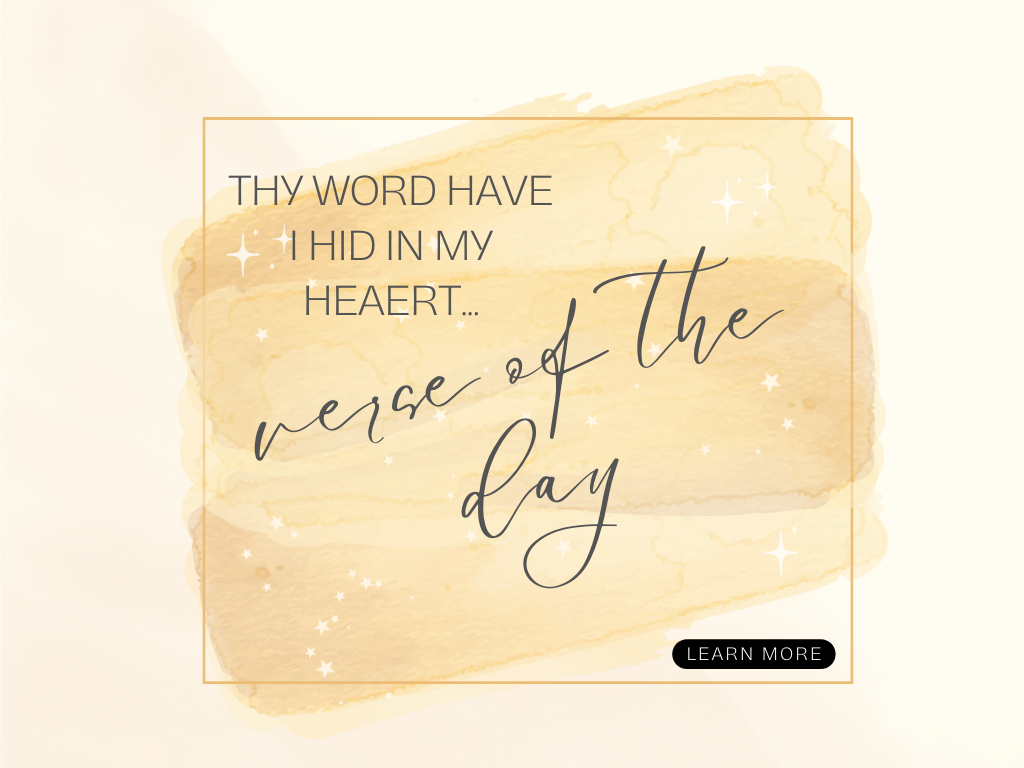 THY WORD HAVE
I HID IN MY
HEAERT...
verse of the
day
LEARN MORE